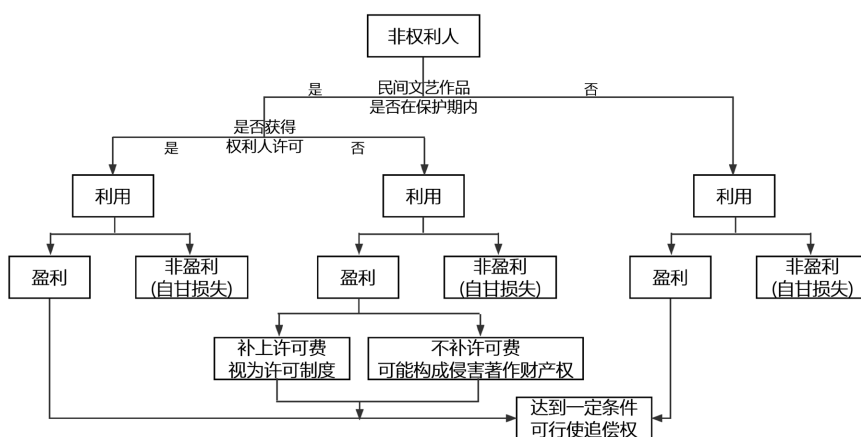 非权利人
是
民间文艺作品
否
是否在保护期内
是否获得
是
权利人许可
否
利用
利用
利用
盈利
非盈利
(自甘损失)
盈利
非盈利
(自甘损失)
盈利
非盈利
(自甘损失)
补上许可费
视为许可制度
不补许可费
可能构成侵害著作财产权
达到一定条件
可行使追偿权